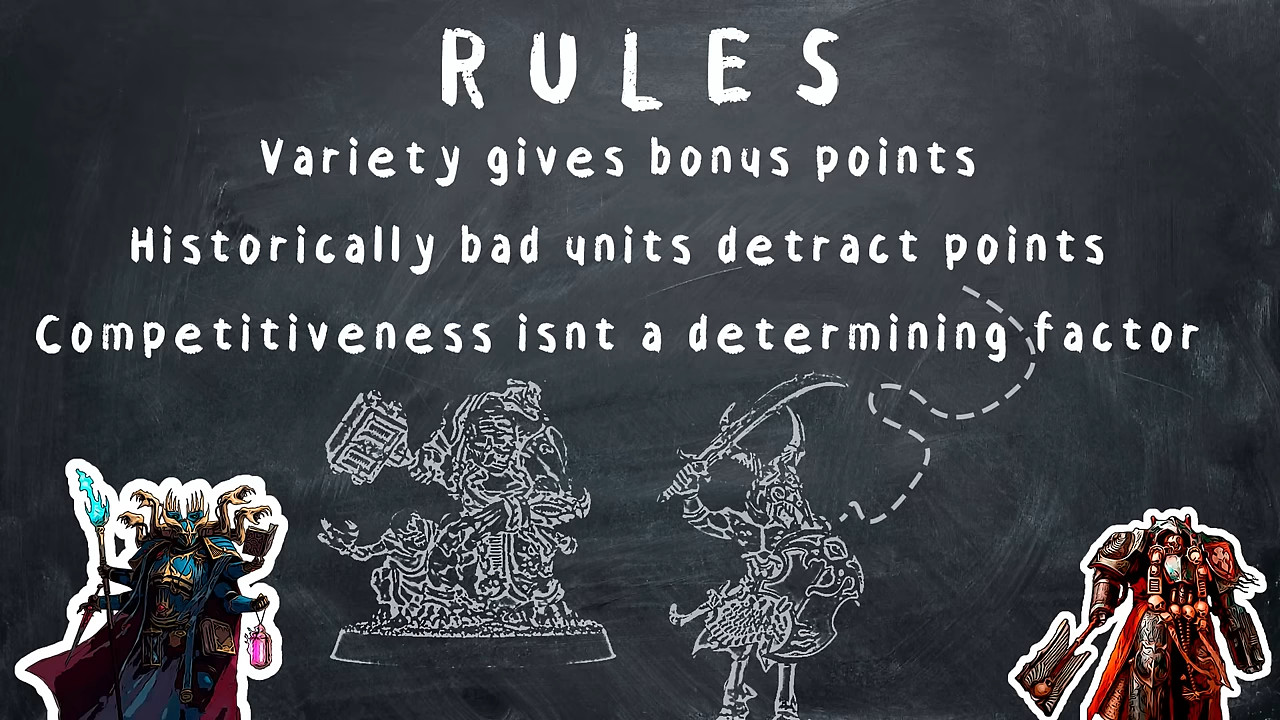 RULES
Variety gives bonus points
Historically bad units detract points
Competitiveness isnt a determining factor